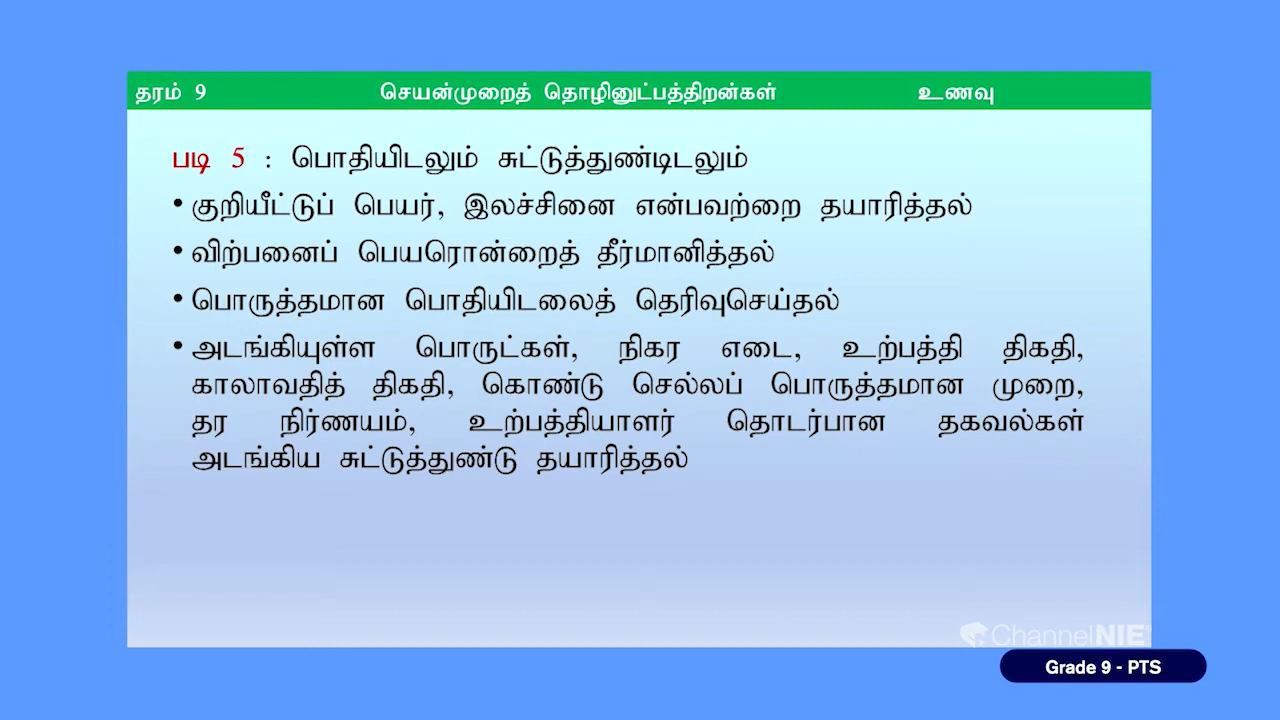 தரம் 9 செயன்முறைத் தொழினுட்பத்திறன்கள் உணவு
படி 5 : பொதியிடலும் சுட்டுத்துண்டிடலும்
• குறியீட்டுப் பெயர், இலச்சினை என்பவற்றை தயாரித்தல்
• விற்பனைப் பெயரொன்றைத் தீர்மானித்தல்
• பொருத்தமான பொதியிடலைத் தெரிவுசெய்தல்
• அடங்கியுள்ள பொருட்கள், நிகர எடை, உற்பத்தி திகதி,
காலாவதித் திகதி, கொண்டு செல்லப் பொருத்தமான முறை,
தர நிர்ணயம், உற்பத்தியாளர் தொடர்பான தகவல்கள்
அடங்கிய சுட்டுத்துண்டு தயாரித்தல்
ChannelNIE
Grade 9 - PTS